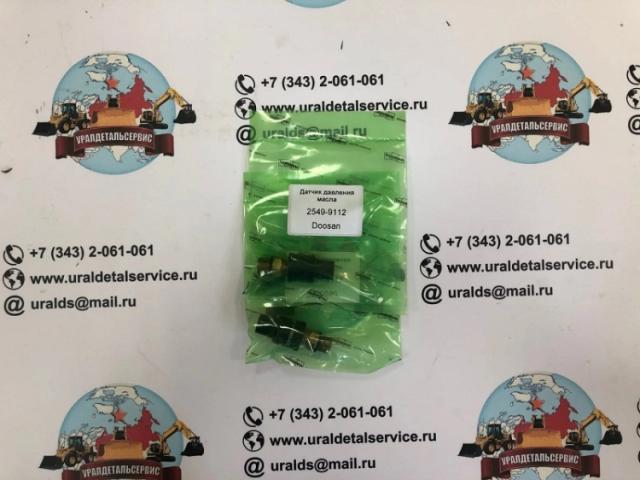 +7 (343) 2-061-061
www.uraldetalservice.ru
@ uralds@mail.ru
УРАЛДЕТАЛЬСЕРВИС
УРАЛДЕТАЛЬСЕРВИС
Датчик давления
масла
2549-9112
Doosan
+7 (343) 2-061-061
www.uraldetalservice.ru
@ uralds@mail.ru
+7 (343) 2-061-061
www.uraldetalservice.ru
@ uralds@mail.ru
УРАЛДЕТАЛЬСЕРВИС
+7 (343) 2-061-061
www.uraldetalservice.ru
@ uralds@mail.ru
УРАЛДЕТАЛЬСЕРВИС